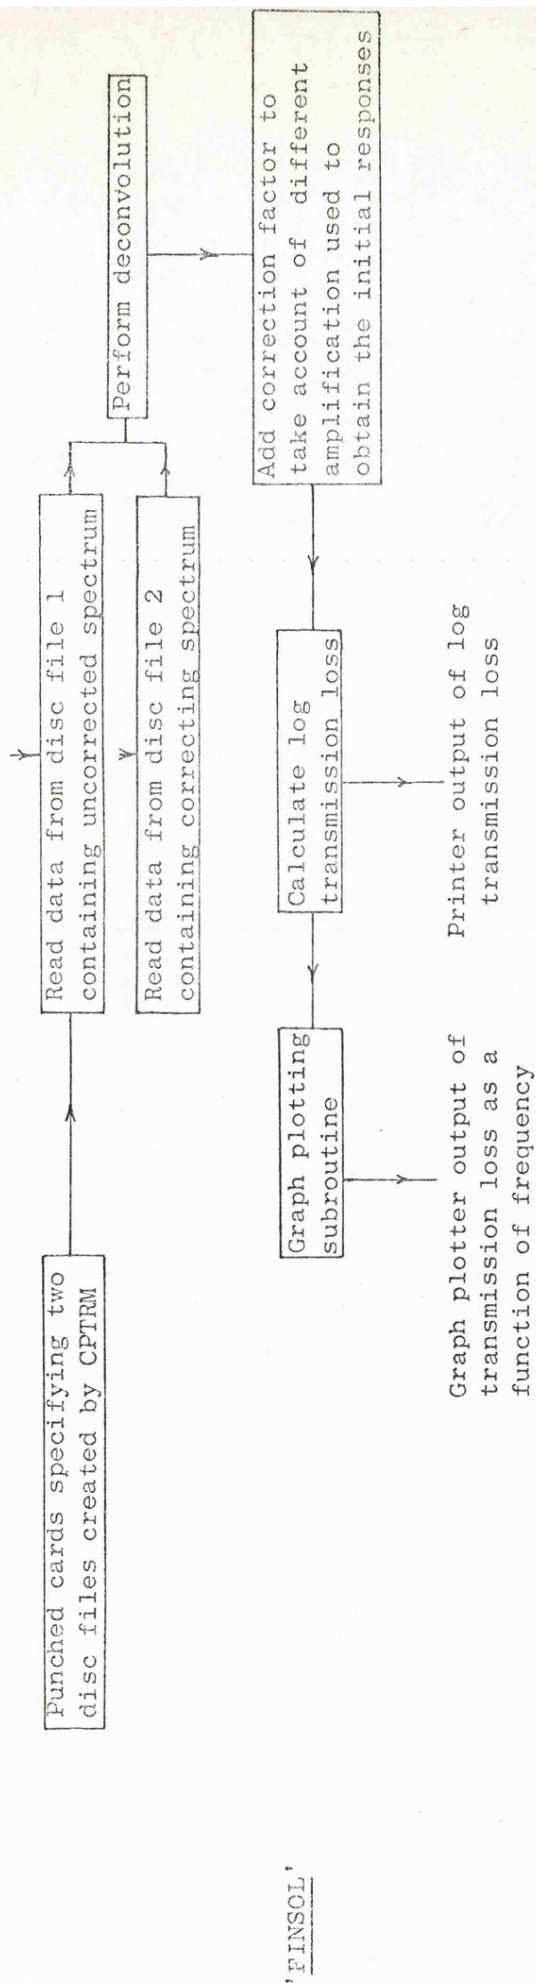 'FINSOL'
Punched cards specifying two
disc files created by CPTRM
Read data from disc file 1
containing uncorrected spectrum
Read data from disc file 2
containing correcting spectrum
Perform deconvolution
Add correction factor to
take account of different
amplification used to
obtain the initial responses
Calculate log
transmission loss
Printer output of log
transmission loss
Graph plotting
subroutine
Graph plotter output of
transmission loss as a
function of frequency